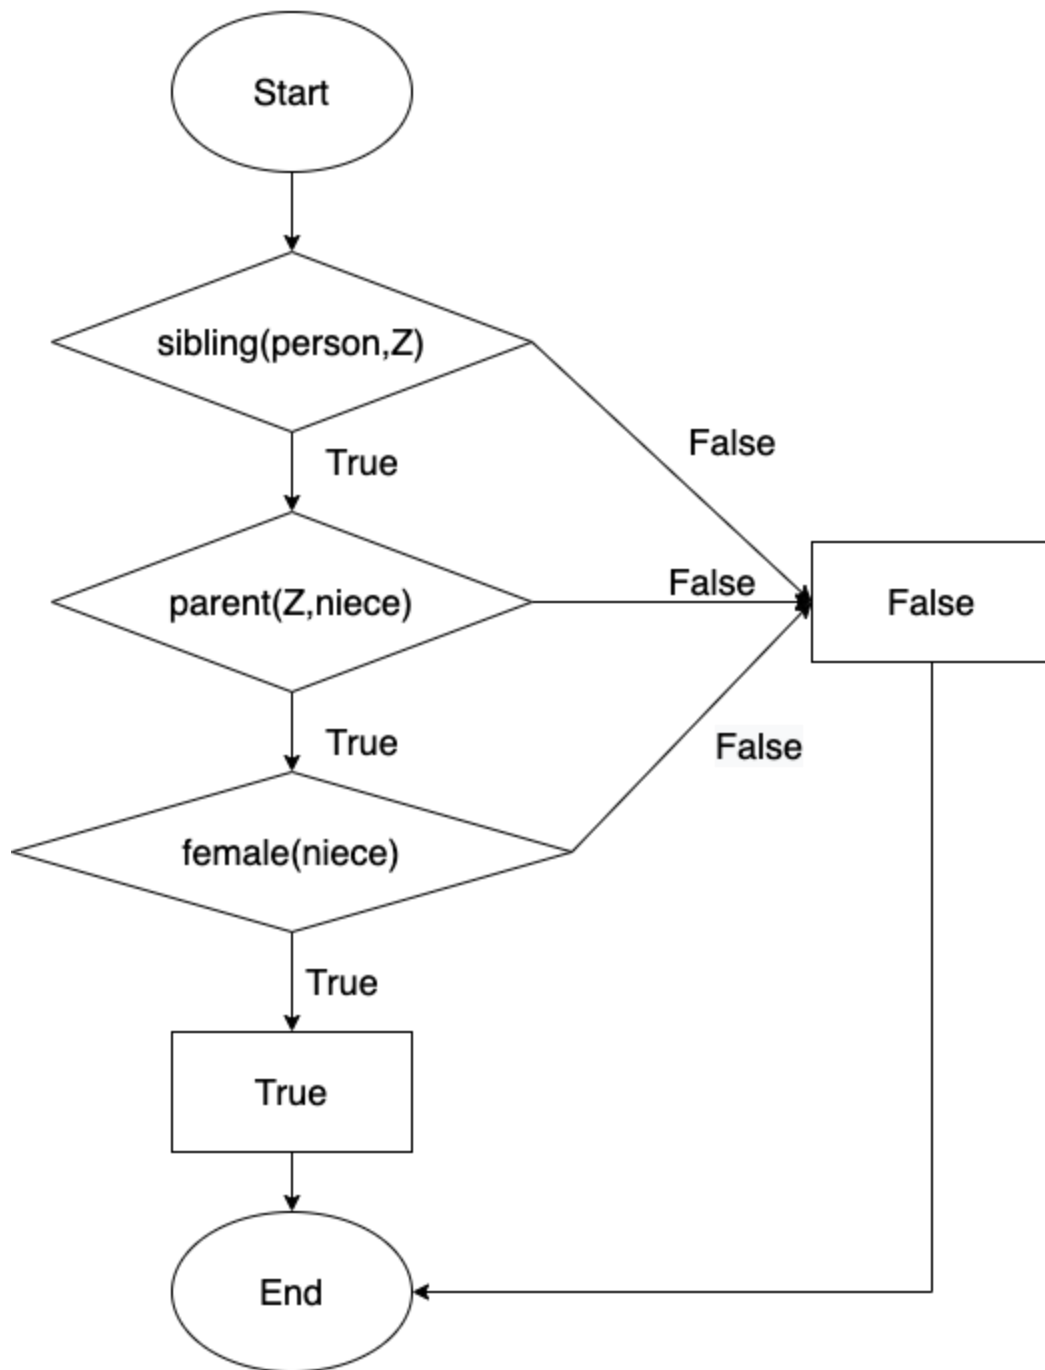 Start
sibling(person,Z)
False
True
parent(Z,niece)
False
False
True
False
female(niece)
True
True
End